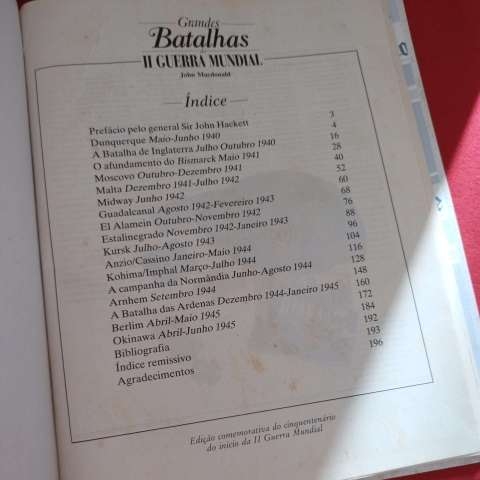 Grandes
Batalhas
da
II GUERRA MUNDIAL
John Macdonald
Índice
Prefácio pelo general Sir John Hackett 3
Dunquerque Maio-Junho 1940 4
A Batalha de Inglaterra Julho Outubro 1940 16
O afundamento do Bismarck Maio 1941 28
Moscovo Outubro-Dezembro 1941 40
Malta Dezembro 1941-Julho 1942 52
Midway Junho 1942 60
Guadalcanal Agosto 1942-Fevereiro 1943 68
El Alamein Outubro-Novembro 1942 76
Estalinegrado Novembro 1942-Janeiro 1943 88
Kursk Julho-Agosto 1943 96
Anzio/Cassino Janeiro-Maio 1944 104
Kohima/Imphal Março-Julho 1944 116
A campanha da Normândia Junho-Agosto 1944 128
Arnhem Setembro 1944 148
A Batalha das Ardenas Dezembro 1944-Janeiro 1945 160
Berlim Abril-Maio 1945 172
Okinawa Abril-Junho 1945 184
Bibliografia 192
Índice remissivo 193
Agradecimentos 196
Edição comemorativa do cinquentenário
do início da II Guerra Mundial